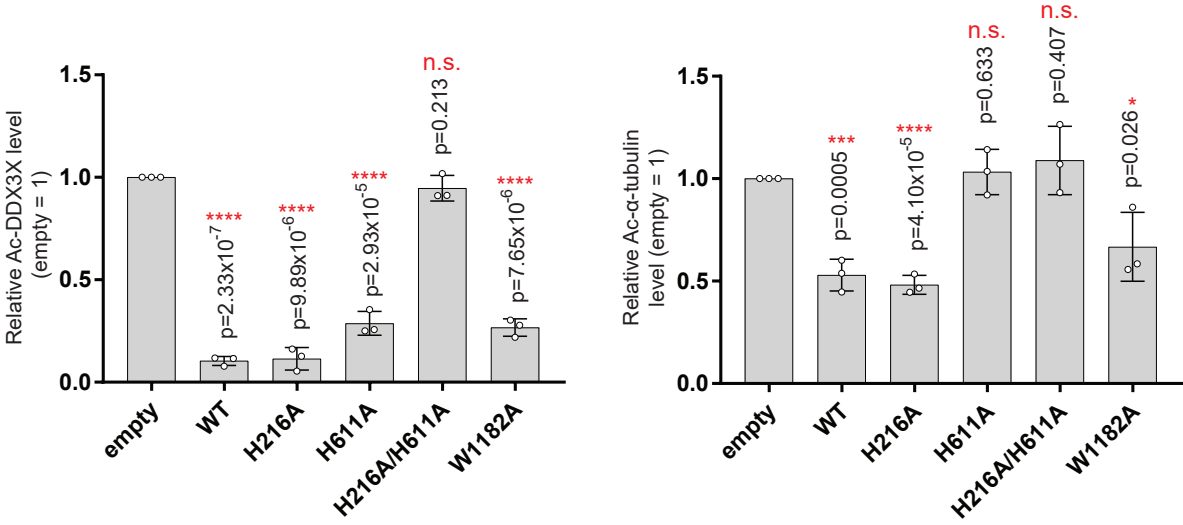 Relative Ac-DDX3X level
(empty = 1)
1.5
1.0
0.5
0.0
****
p=2.33x10-7
****
p=9.89x10-6
****
p=2.93x10-5
n.s.
p=0.213
****
p=7.65x10-6
empty
WT
H216A
H611A
H216A/H611A
W1182A
Relative Ac-α-tubulin
level (empty = 1)
1.5
1.0
0.5
0.0
***
p=0.0005
****
p=4.10x10-5
n.s.
p=0.633
n.s.
p=0.407
*
p=0.026
empty
WT
H216A
H611A
H216A/H611A
W1182A